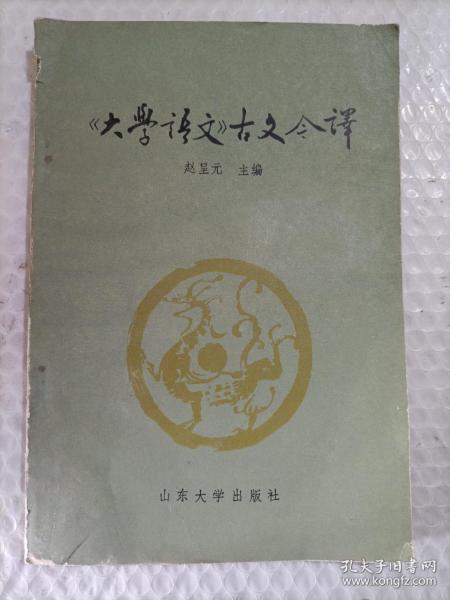 《大學語文》古文今譯
赵呈元 主编
山东大学出版社
孔夫子旧书网
www.kongfz.com